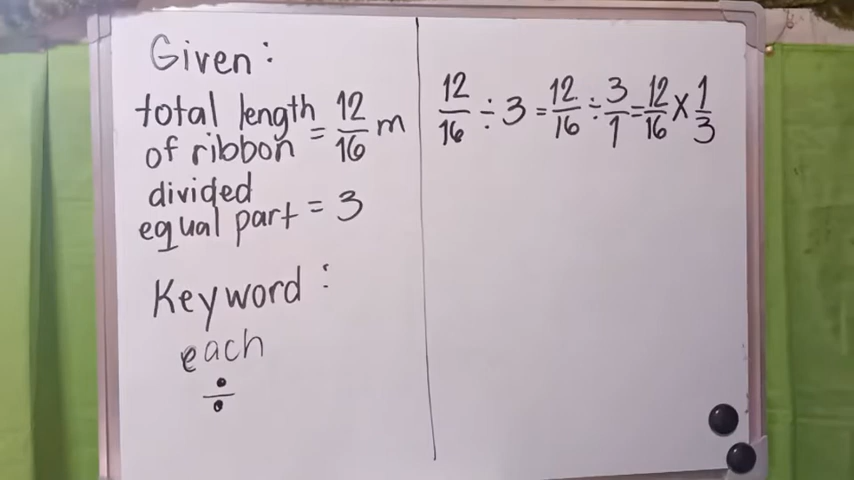 Given:
total length of ribbon = 12/16 m
divided equal part = 3
Keyword:
each
÷
12/16 ÷ 3 = 12/16 ÷ 3/1 = 12/16 X 1/3